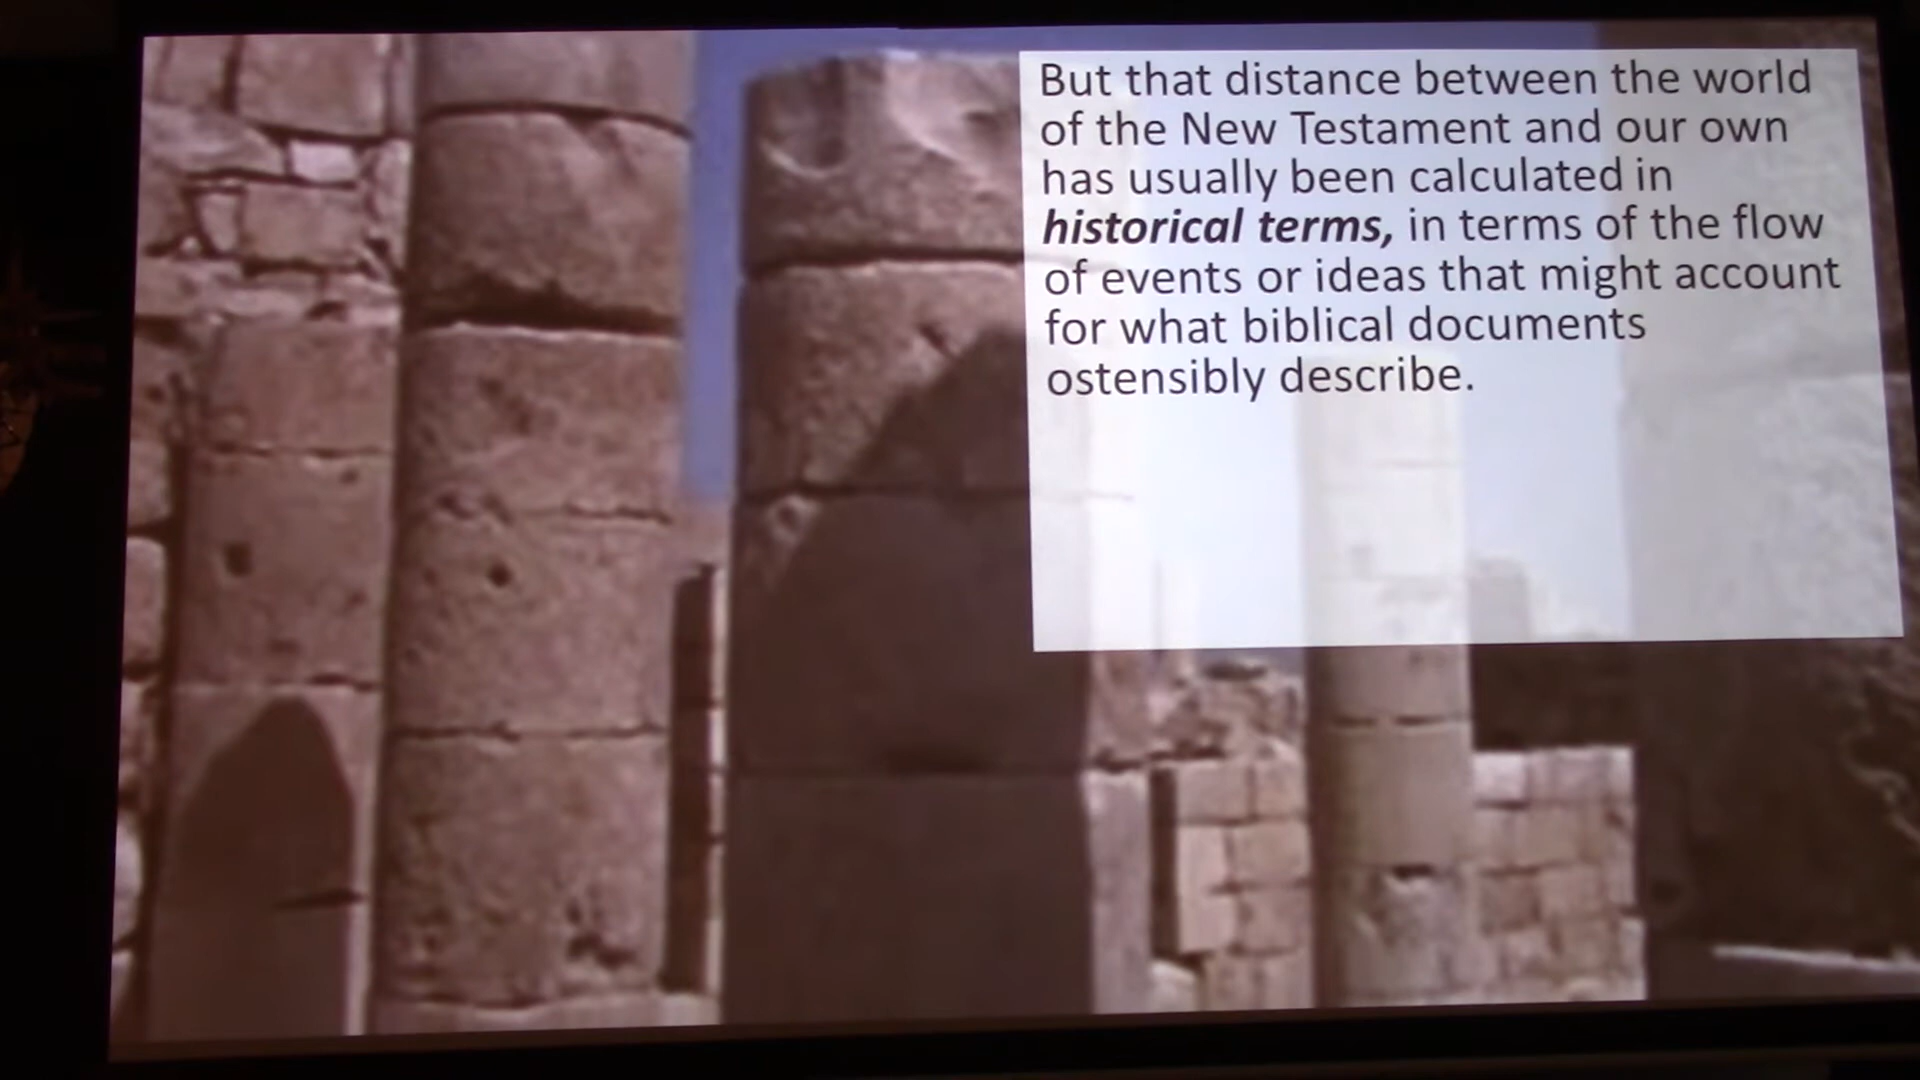 But that distance between the world
of the New Testament and our own
has usually been calculated in
historical terms, in terms of the flow
of events or ideas that might account
for what biblical documents
ostensibly describe.